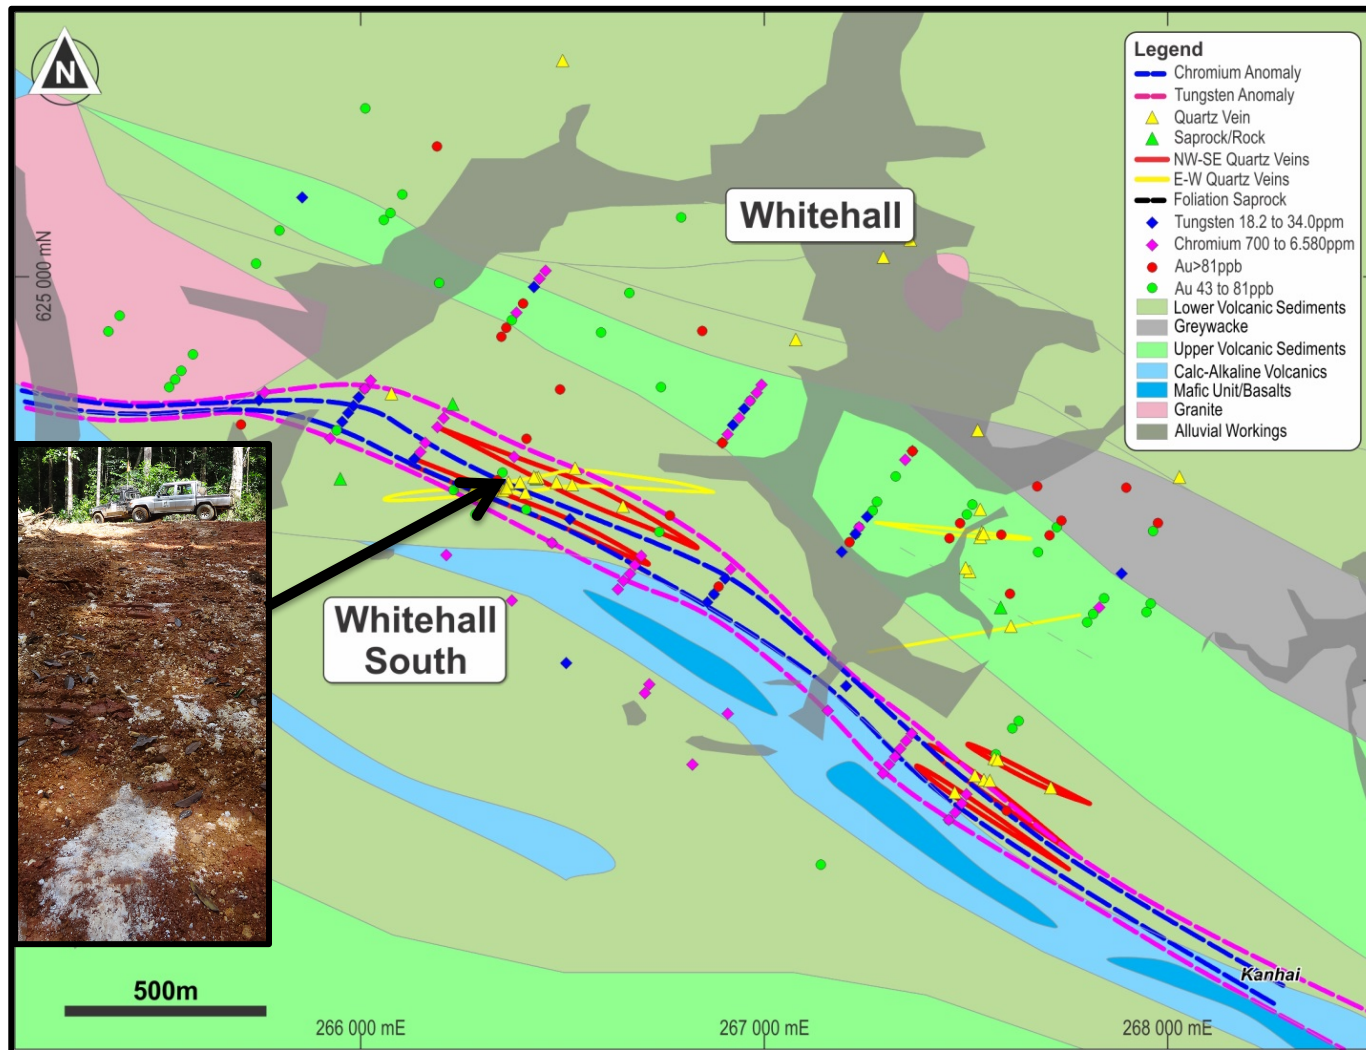 N
Legend
Chromium Anomaly
Tungsten Anomaly
Quartz Vein
Saprock/Rock
NW-SE Quartz Veins
E-W Quartz Veins
Foliation Saprock
Tungsten 18.2 to 34.0ppm
Chromium 700 to 6.580ppm
Au>81ppb
Au 43 to 81ppb
Lower Volcanic Sediments
Greywacke
Upper Volcanic Sediments
Calc-Alkaline Volcanics
Mafic Unit/Basalts
Granite
Alluvial Workings
Whitehall
625 000 mN
Whitehall
South
Kanhai
500m
266 000 mE
267 000 mE
268 000 mE